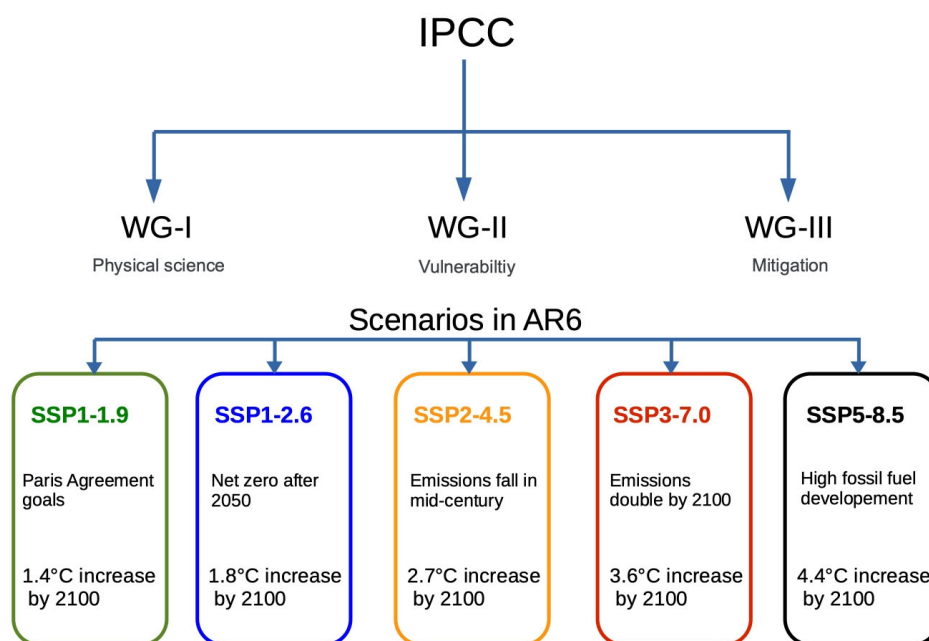 IPCC
WG-I
WG-II
WG-III
Physical science
Vulnerabiltiy
Mitigation
Scenarios in AR6
SSP1-1.9
Paris Agreement
goals
1.4°C increase
by 2100
SSP1-2.6
Net zero after
2050
1.8°C increase
by 2100
SSP2-4.5
Emissions fall in
mid-century
2.7°C increase
by 2100
SSP3-7.0
Emissions
double by 2100
3.6°C increase
by 2100
SSP5-8.5
High fossil fuel
developement
4.4°C increase
by 2100